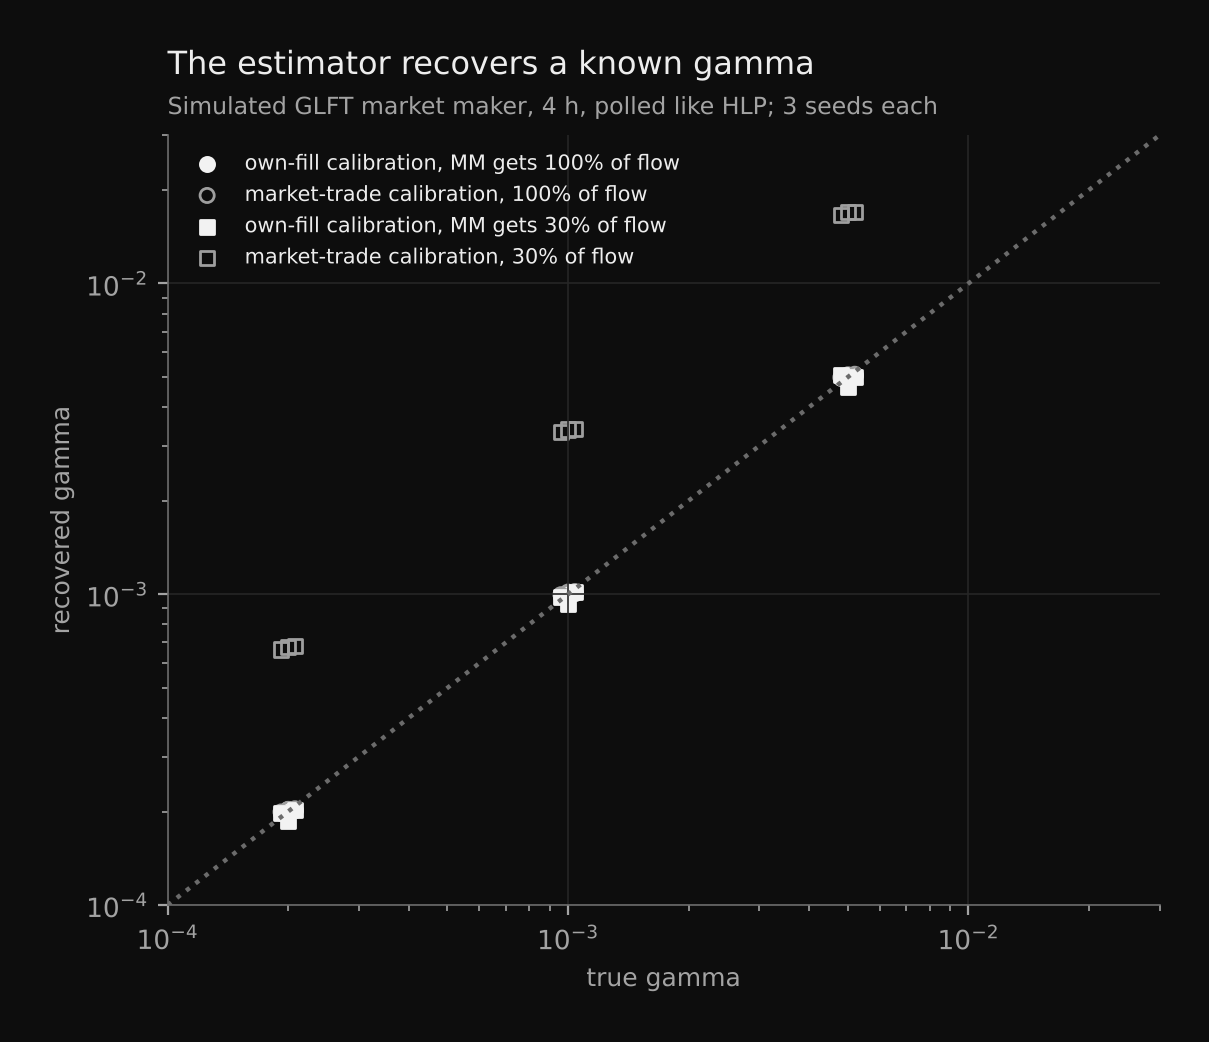 The estimator recovers a known gamma
Simulated GLFT market maker, 4 h, polled like HLP; 3 seeds each
own-fill calibration, MM gets 100% of flow
market-trade calibration, 100% of flow
own-fill calibration, MM gets 30% of flow
market-trade calibration, 30% of flow
10⁻²
10⁻³
10⁻⁴
recovered gamma
10⁻⁴ 10⁻³ 10⁻²
true gamma